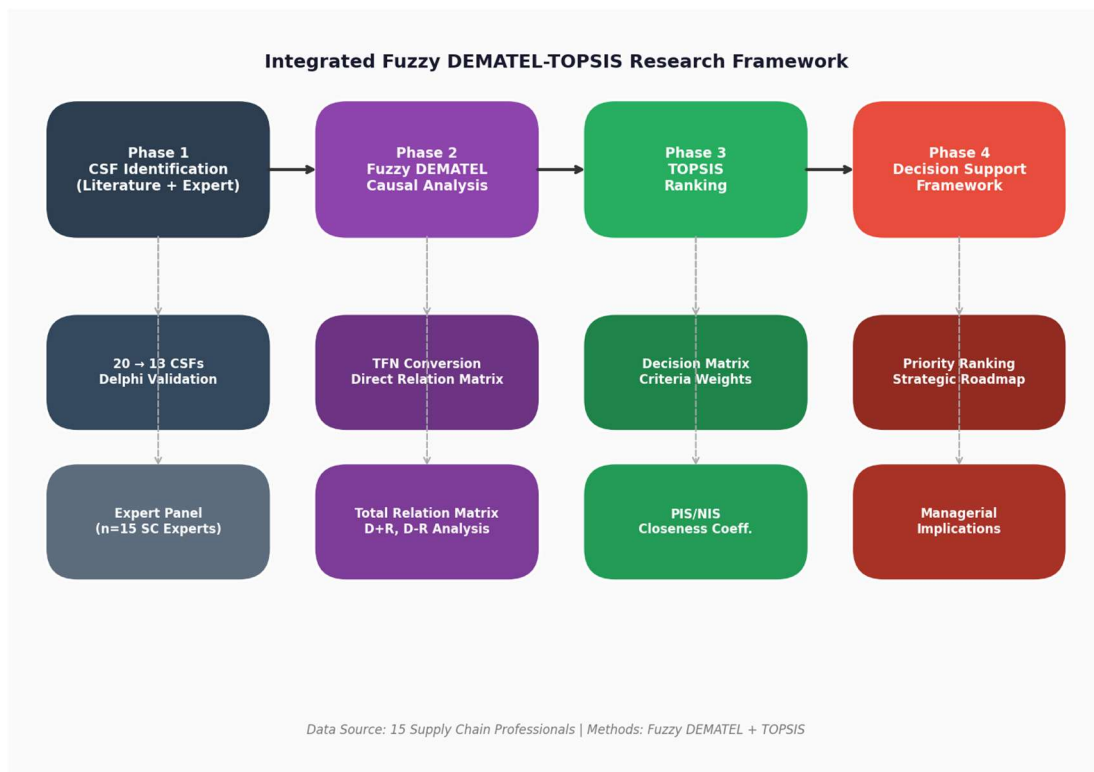 Integrated Fuzzy DEMATEL-TOPSIS Research Framework
Phase 1
CSF Identification
(Literature + Expert)
Phase 2
Fuzzy DEMATEL
Causal Analysis
Phase 3
TOPSIS
Ranking
Phase 4
Decision Support
Framework
20 → 13 CSFs
Delphi Validation
TFN Conversion
Direct Relation Matrix
Decision Matrix
Criteria Weights
Priority Ranking
Strategic Roadmap
Expert Panel
(n=15 SC Experts)
Total Relation Matrix
D+R, D-R Analysis
PIS/NIS
Closeness Coeff.
Managerial
Implications
Data Source: 15 Supply Chain Professionals | Methods: Fuzzy DEMATEL + TOPSIS